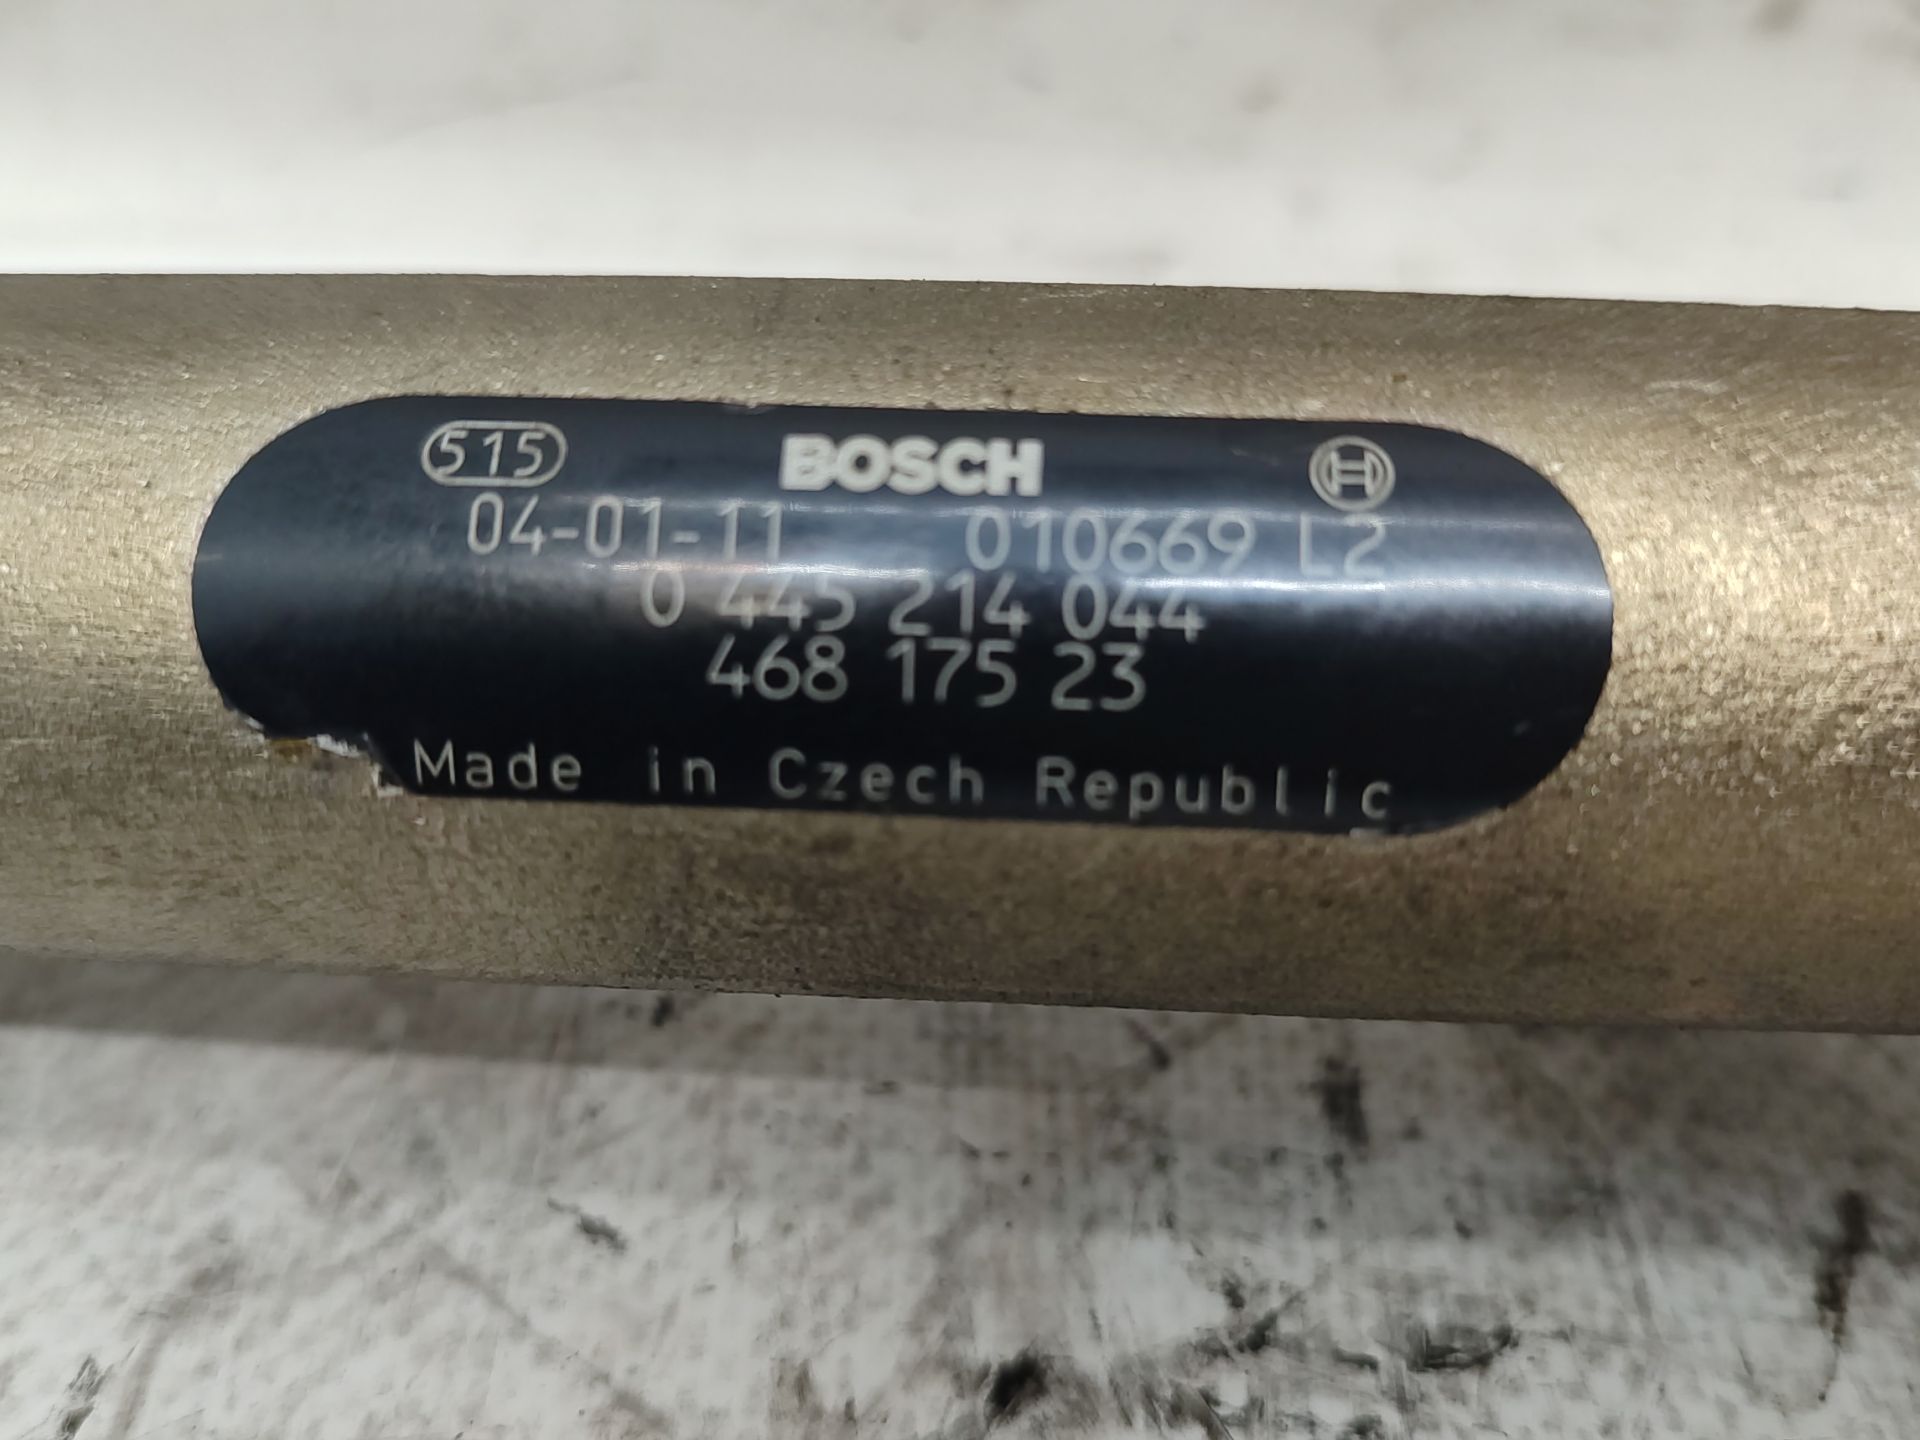 515 BOSCH
04-01-11 010669 L2
0 445 214 044
468 175 23
Made in Czech Republic